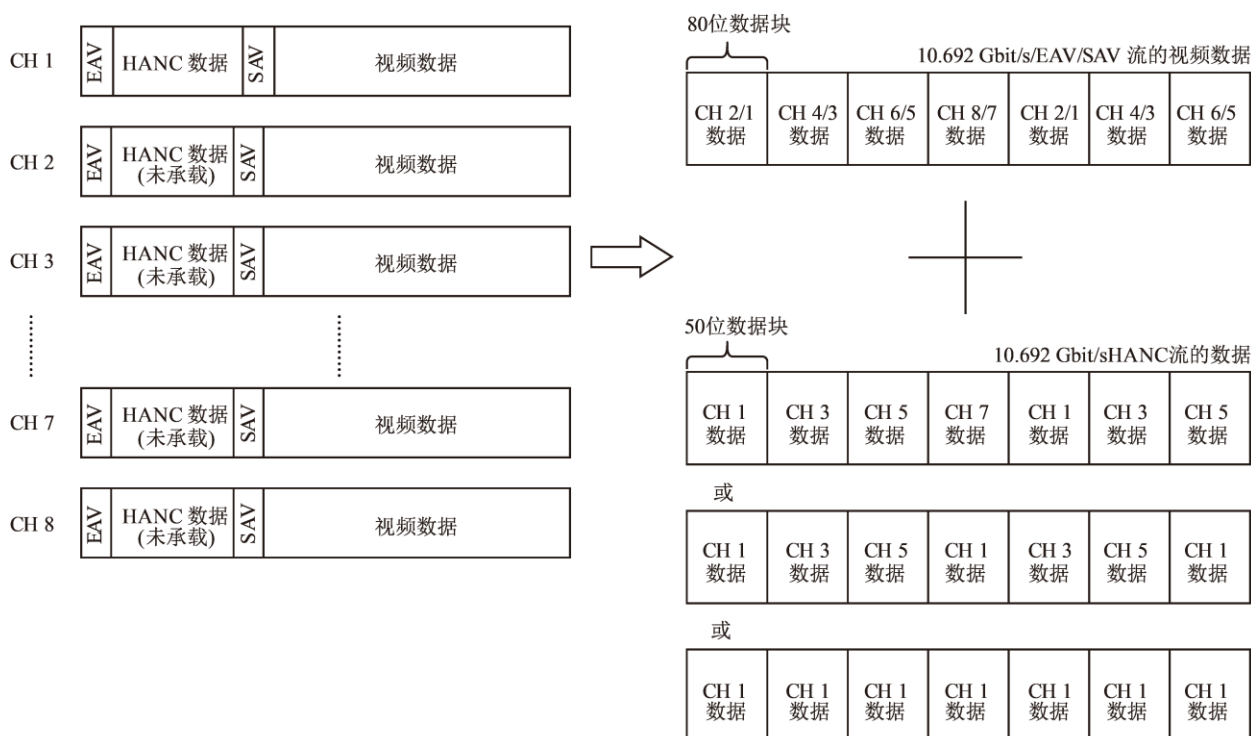 CH 1
EAV
HANC 数据
SAV
视频数据
CH 2
EAV
HANC 数据
(未承载)
SAV
视频数据
CH 3
EAV
HANC 数据
(未承载)
SAV
视频数据
CH 7
EAV
HANC 数据
(未承载)
SAV
视频数据
CH 8
EAV
HANC 数据
(未承载)
SAV
视频数据
80位数据块
10.692 Gbit/s/EAV/SAV 流的视频数据
CH 2/1 CH 4/3 CH 6/5 CH 8/7 CH 2/1 CH 4/3 CH 6/5
数据 数据 数据 数据 数据 数据 数据
50位数据块
10.692 Gbit/sHANC流的数据
CH 1 CH 3 CH 5 CH 7 CH 1 CH 3 CH 5
数据 数据 数据 数据 数据 数据 数据
或
CH 1 CH 3 CH 5 CH 1 CH 3 CH 5 CH 1
数据 数据 数据 数据 数据 数据 数据
或
CH 1 CH 1 CH 1 CH 1 CH 1 CH 1 CH 1
数据 数据 数据 数据 数据 数据 数据